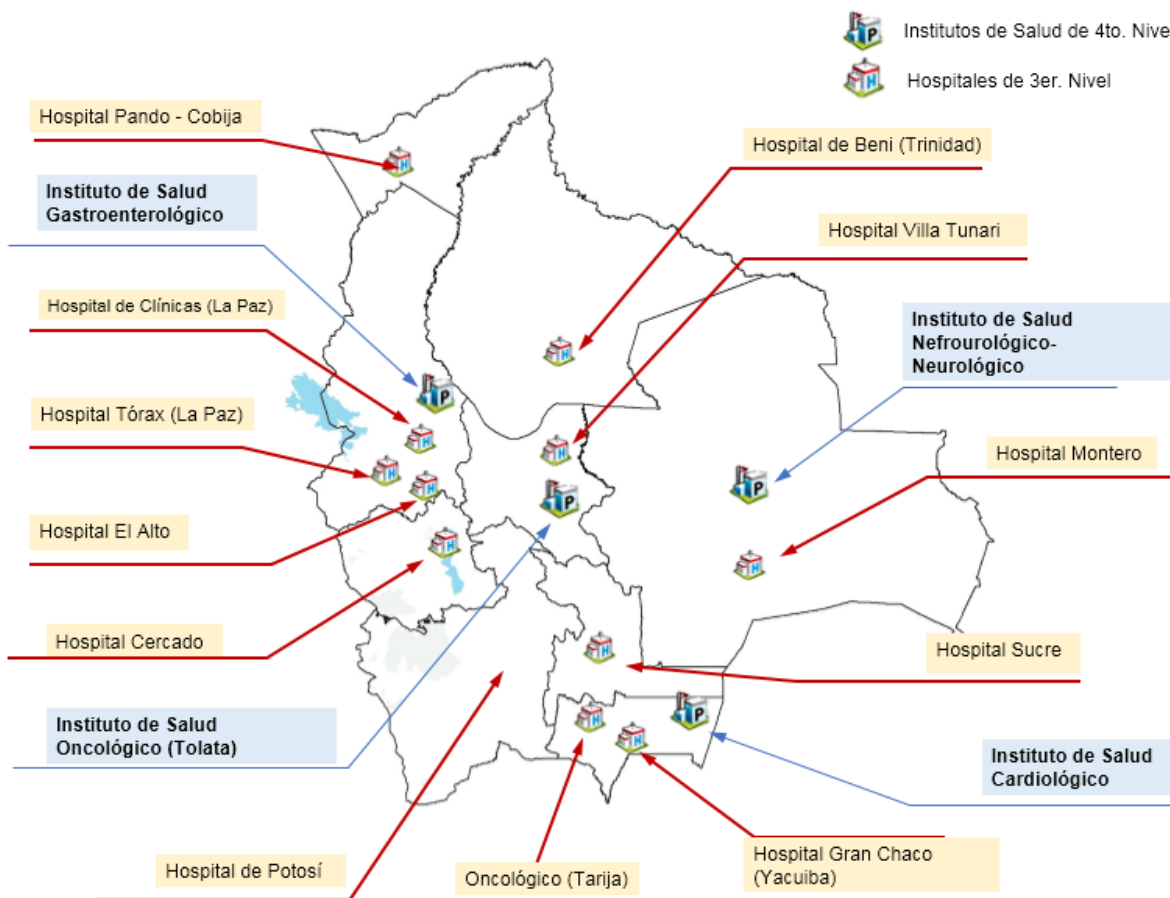 Institutos de Salud de 4to. Nive
Hospitales de 3er. Nivel
Hospital Pando - Cobija
Hospital de Beni (Trinidad)
Instituto de Salud
Gastroenterológico
Hospital Villa Tunari
Hospital de Clínicas (La Paz)
Instituto de Salud
Nefrourológico-
Neurológico
Hospital Tórax (La Paz)
Hospital Montero
Hospital El Alto
Hospital Cercado
Hospital Sucre
Instituto de Salud
Oncológico (Tolata)
Instituto de Salud
Cardiológico
Hospital de Potosí
Oncológico (Tarija)
Hospital Gran Chaco
(Yacuiba)
P
H
H
H
P
H
H
H
P
H
P
H
H
H
P
H
H